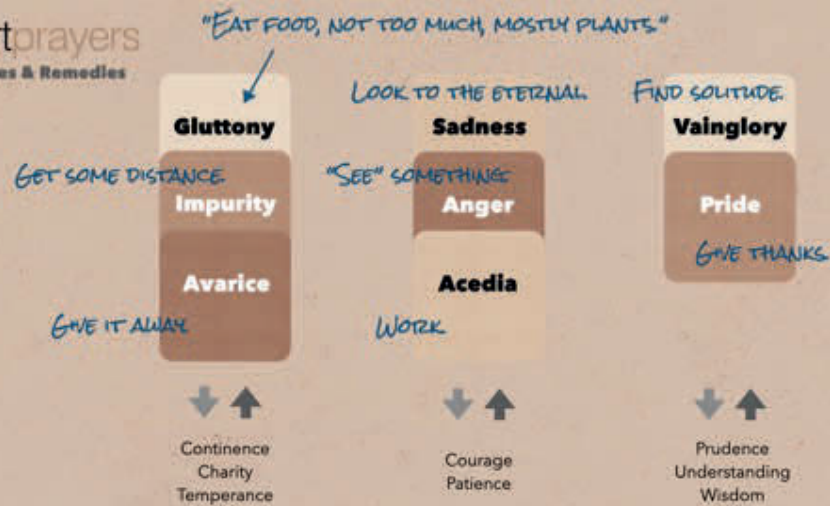 "EAT FOOD, NOT TOO MUCH, MOSTLY PLANTS"
prayers
& Remedies
LOOK TO THE ETERNAL
FIND SOLITUDE.
Gluttony
Sadness
Vainglory
GET SOME DISTANCE.
"SEE" SOMETHING
Impurity
Anger
Pride
GIVE THANKS.
Avarice
Acedia
GIVE IT AWAY
WORK
Continence
Charity
Temperance
Courage
Patience
Prudence
Understanding
Wisdom